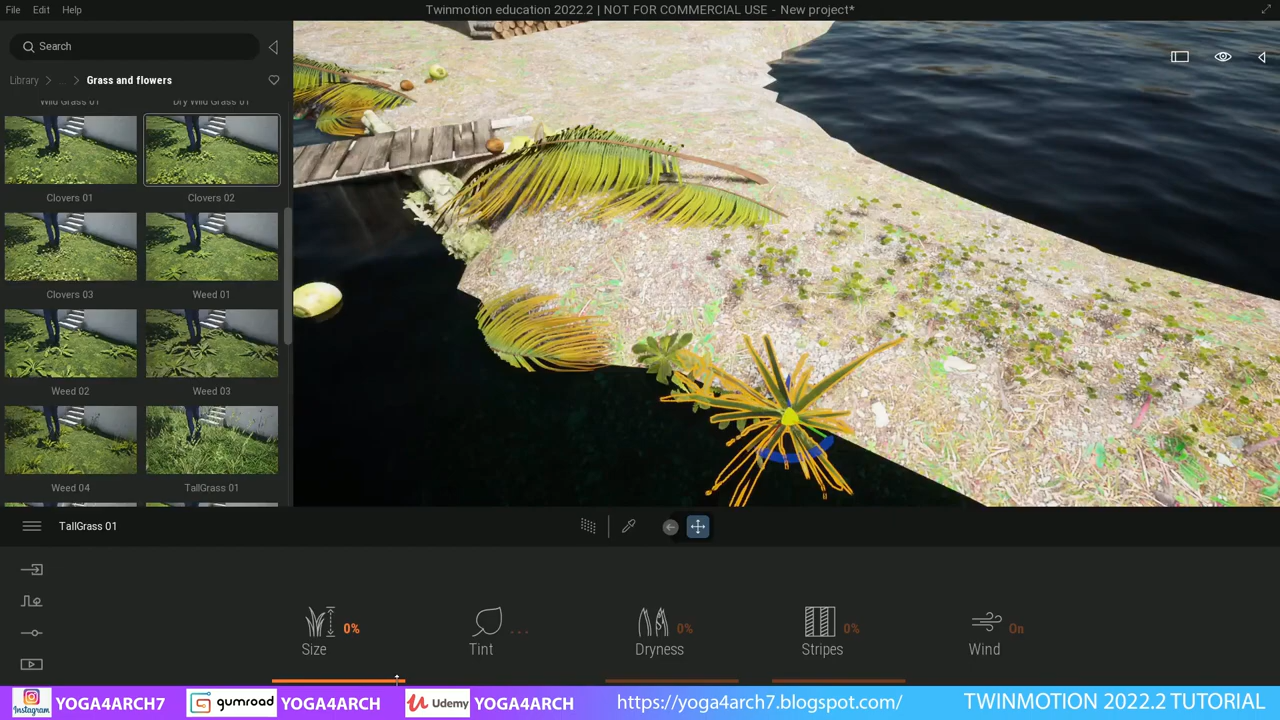 File Edit Help
Twinmotion education 2022.2 | NOT FOR COMMERCIAL USE - New project*
Search
Library ... Grass and flowers
Wild Grass 01
Dry Wild Grass 01
Clovers 01
Clovers 02
Clovers 03
Weed 01
Weed 02
Weed 03
Weed 04
TallGrass 01
TallGrass 01
0%
...
0%
0%
On
Size
Tint
Dryness
Stripes
Wind
Instagram YOGA4ARCH7 gumroad YOGA4ARCH Udemy YOGA4ARCH https://yoga4arch7.blogspot.com/ TWINMOTION 2022.2 TUTORIAL